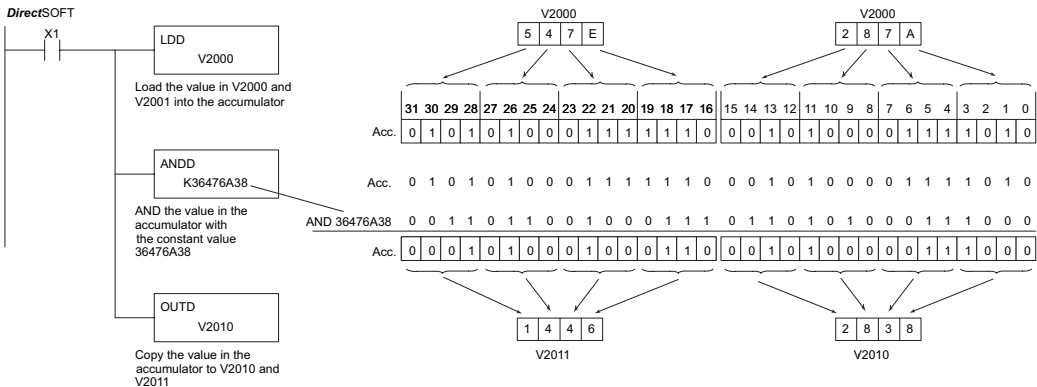 DirectSOFT
X1
LDD
V2000
Load the value in V2000 and
V2001 into the accumulator
ANDD
K36476A38
AND the value in the
accumulator with
the constant value
36476A38
OUTD
V2010
Copy the value in the
accumulator to V2010 and
V2011
V2000 V2000
5 4 7 E 2 8 7 A
31 30 29 28 27 26 25 24 23 22 21 20 19 18 17 16 15 14 13 12 11 10 9 8 7 6 5 4 3 2 1 0
Acc. 0 1 0 1 0 1 0 0 0 1 1 1 1 1 1 0 0 0 1 0 1 0 0 0 0 1 1 1 1 0 1 0
Acc. 0 1 0 1 0 1 0 0 0 1 1 1 1 1 1 0 0 0 1 0 1 0 0 0 0 1 1 1 1 0 1 0
AND 36476A38 0 0 1 1 0 1 1 0 0 1 0 0 0 1 1 1 0 1 1 0 1 0 1 0 0 0 1 1 1 0 0 0
Acc. 0 0 0 1 0 1 0 0 0 1 0 0 0 1 1 0 0 0 1 0 1 0 0 0 0 0 1 1 1 0 0 0
1 4 4 6 2 8 3 8
V2011 V2010